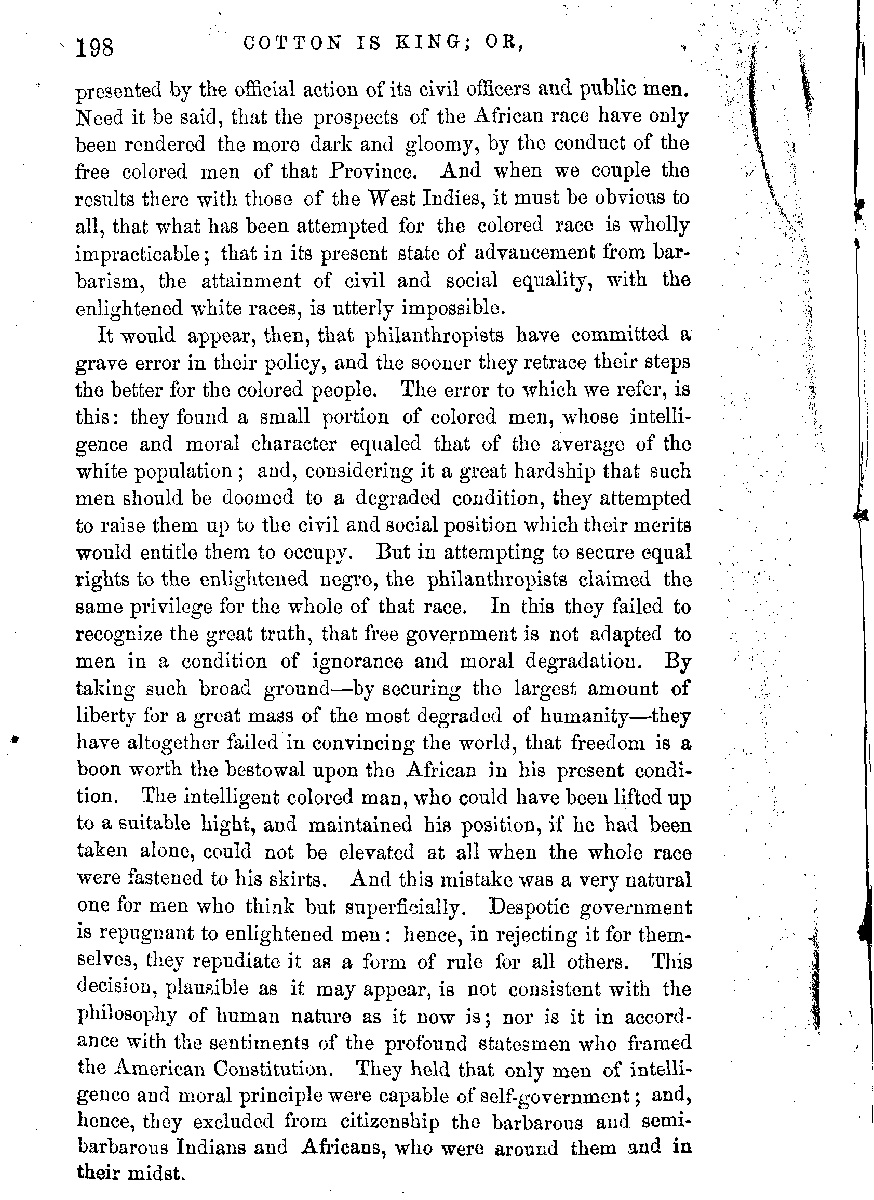 198 COTTON IS KING; OR,
presented by the official action of its civil officers and public men.
Need it be said, that the prospects of the African race have only
been rendered the more dark and gloomy, by the conduct of the
free colored men of that Province. And when we couple the
results there with those of the West Indies, it must be obvious to
all, that what has been attempted for the colored race is wholly
impracticable; that in its present state of advancement from bar-
barism, the attainment of civil and social equality, with the
enlightened white races, is utterly impossible.
It would appear, then, that philanthropists have committed a
grave error in their policy, and the sooner they retrace their steps
the better for the colored people. The error to which we refer, is
this: they found a small portion of colored men, whose intelli-
gence and moral character equaled that of the average of the
white population; and, considering it a great hardship that such
men should be doomed to a degraded condition, they attempted
to raise them up to the civil and social position which their merits
would entitle them to occupy. But in attempting to secure equal
rights to the enlightened negro, the philanthropists claimed the
same privilege for the whole of that race. In this they failed to
recognize the great truth, that free government is not adapted to
men in a condition of ignorance and moral degradation. By
taking such broad ground—by securing the largest amount of
liberty for a great mass of the most degraded of humanity—they
have altogether failed in convincing the world, that freedom is a
boon worth the bestowal upon the African in his present condi-
tion. The intelligent colored man, who could have been lifted up
to a suitable hight, and maintained his position, if he had been
taken alone, could not be elevated at all when the whole race
were fastened to his skirts. And this mistake was a very natural
one for men who think but superficially. Despotic government
is repugnant to enlightened men: hence, in rejecting it for them-
selves, they repudiate it as a form of rule for all others. This
decision, plausible as it may appear, is not consistent with the
philosophy of human nature as it now is; nor is it in accord-
ance with the sentiments of the profound statesmen who framed
the American Constitution. They held that only men of intelli-
gence and moral principle were capable of self-government; and,
hence, they excluded from citizenship the barbarous and semi-
barbarous Indians and Africans, who were around them and in
their midst.